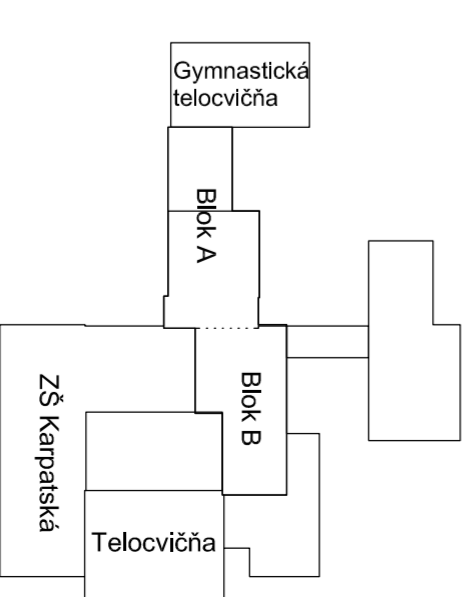 Gymnastická
telocvičňa
Blok A
Blok B
ZŠ Karpatská
Telocvičňa